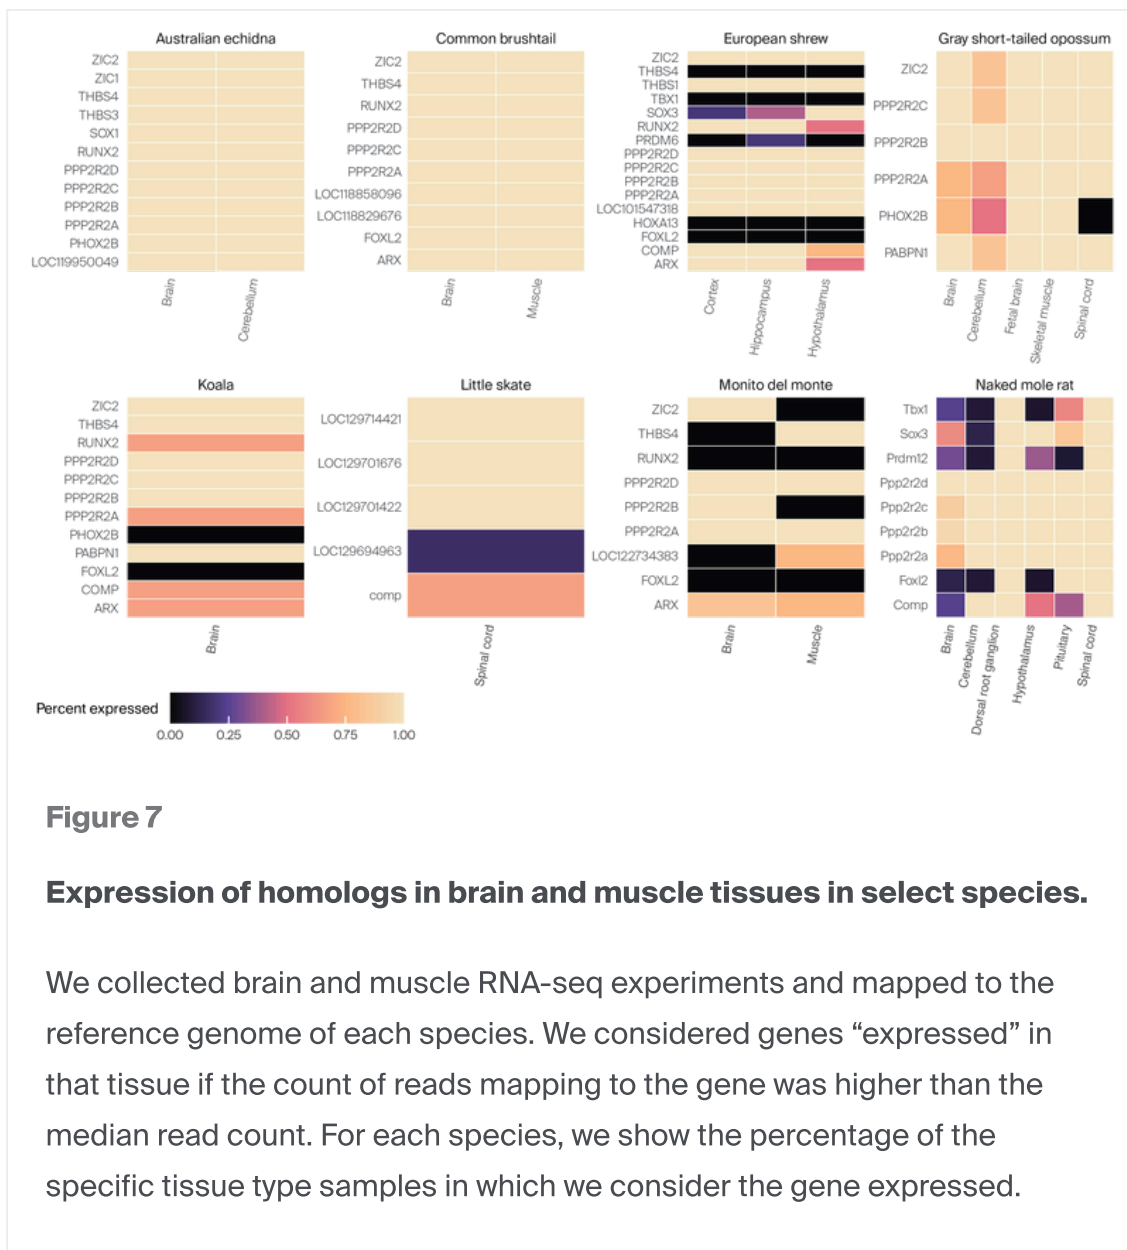 Australian echidna
ZIC2
ZIC1
THBS4
THBS3
SOX1
RUNX2
PPP2R2D
PPP2R2C
PPP2R2B
PPP2R2A
PHOX2B
LOC119950049
Brain
Cerebellum
Common brushtail
ZIC2
THBS4
RUNX2
PPP2R2D
PPP2R2C
PPP2R2A
LOC118858096
LOC118829676
FOXL2
ARX
Brain
Muscle
European shrew
ZIC2
THBS4
THBS1
TBX1
SOX3
RUNX2
PRDM6
PPP2R2D
PPP2R2C
PPP2R2B
PPP2R2A
LOC101547318
HOXA13
FOXL2
COMP
ARX
Cortex
Hippocampus
Hypothalamus
Gray short-tailed opossum
ZIC2
PPP2R2C
PPP2R2B
PPP2R2A
PHOX2B
PABPN1
Brain
Cerebellum
Fetal brain
Skeletal muscle
Spinal cord
Koala
ZIC2
THBS4
RUNX2
PPP2R2D
PPP2R2C
PPP2R2B
PPP2R2A
PHOX2B
PABPN1
FOXL2
COMP
ARX
Brain
Little skate
LOC129714421
LOC129701676
LOC129701422
LOC129694963
comp
Spinal cord
Monito del monte
ZIC2
THBS4
RUNX2
PPP2R2D
PPP2R2B
PPP2R2A
LOC122734383
FOXL2
ARX
Brain
Muscle
Naked mole rat
Tbx1
Sox3
Prdm12
Ppp2r2d
Ppp2r2c
Ppp2r2b
Ppp2r2a
Foxl2
Comp
Brain
Cerebellum
Dorsal root ganglion
Hypothalamus
Pituitary
Spinal cord
Percent expressed
0.00 0.25 0.50 0.75 1.00
Figure 7
Expression of homologs in brain and muscle tissues in select species.
We collected brain and muscle RNA-seq experiments and mapped to the
reference genome of each species. We considered genes “expressed” in
that tissue if the count of reads mapping to the gene was higher than the
median read count. For each species, we show the percentage of the
specific tissue type samples in which we consider the gene expressed.